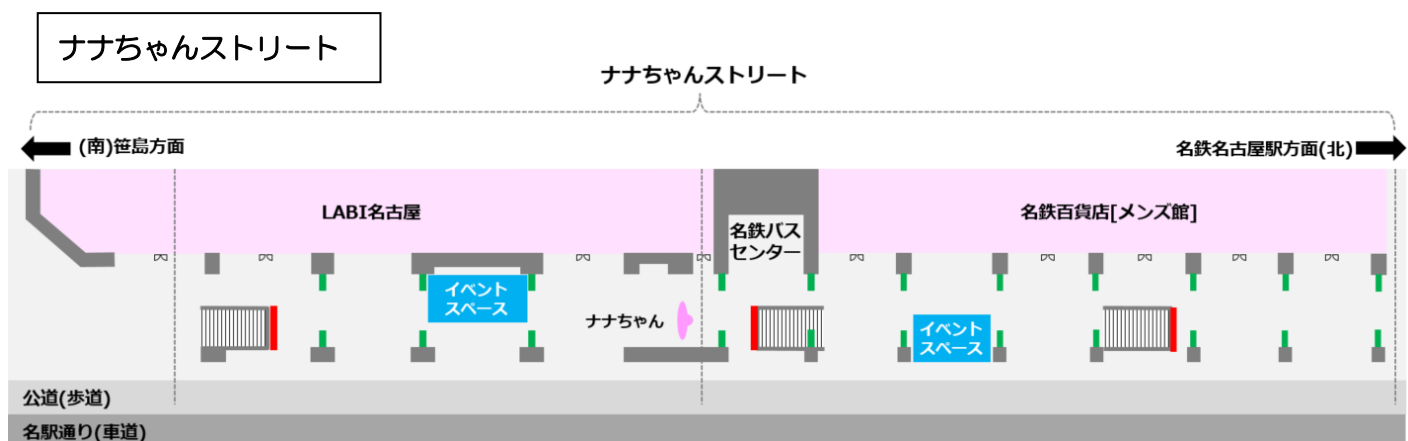 ナナちゃんストリート
ナナちゃんストリート
(南)笹島方面
名鉄名古屋駅方面(北)
LABI名古屋
名鉄バス
センター
名鉄百貨店[メンズ館]
イベント
スペース
ナナちゃん
イベント
スペース
公道(歩道)
名駅通り(車道)